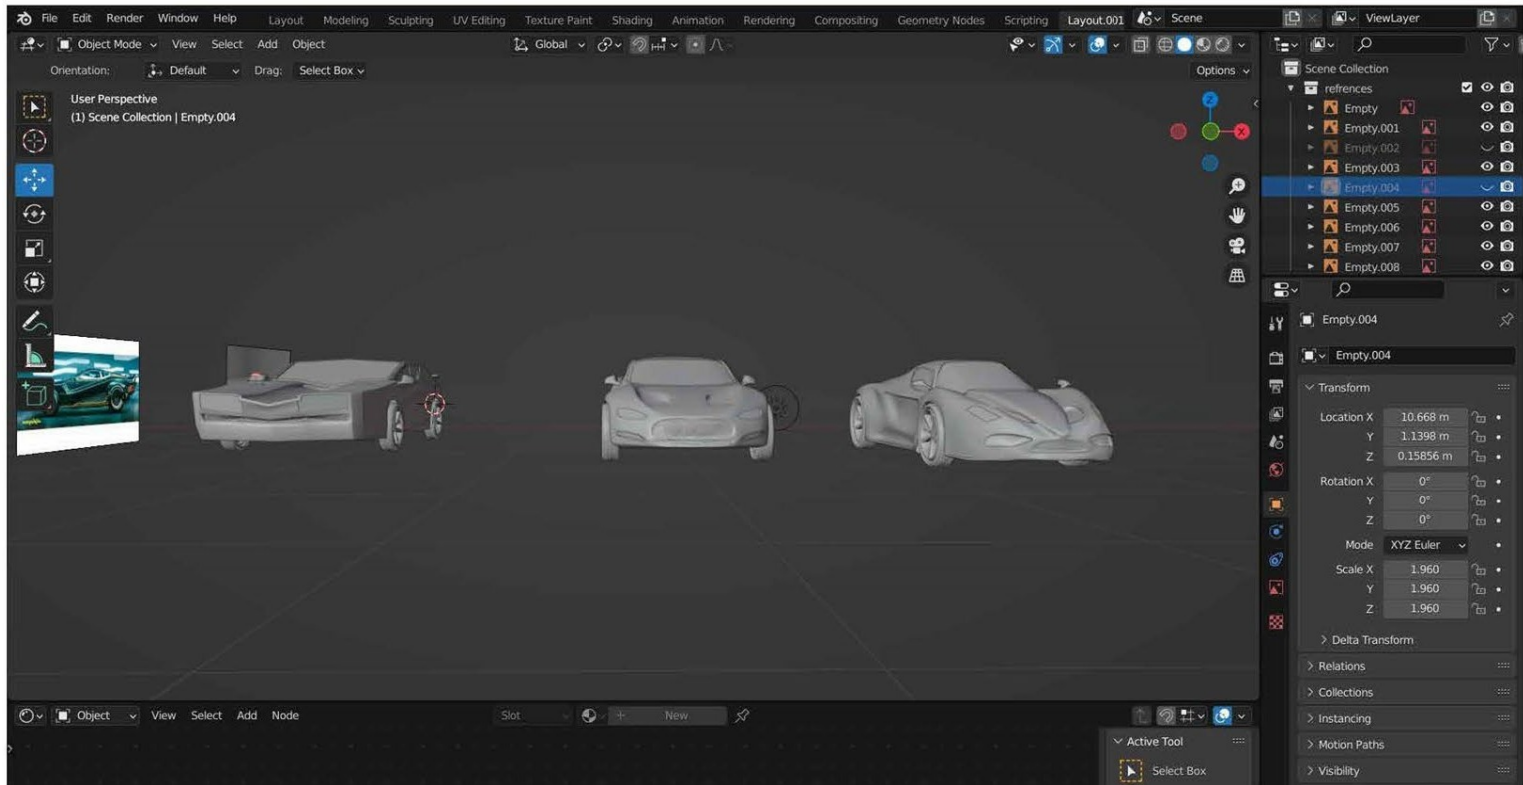 File Edit Render Window Help Layout Modeling Sculpting UV Editing Texture Paint Shading Animation Rendering Compositing Geometry Nodes Scripting Layout.001 Scene ViewLayer
Object Mode View Select Add Object Global
Orientation: Default Drag: Select Box Options
User Perspective
(1) Scene Collection | Empty.004
Z
X
Scene Collection
refrences
Empty
Empty.001
Empty.002
Empty.003
Empty.004
Empty.005
Empty.006
Empty.007
Empty.008
Empty.004
Empty.004
Transform
Location X 10.668 m
Y 1.1398 m
Z 0.15856 m
Rotation X 0°
Y 0°
Z 0°
Mode XYZ Euler
Scale X 1.960
Y 1.960
Z 1.960
Delta Transform
Relations
Collections
Instancing
Motion Paths
Visibility
Object View Select Add Node Slot New
Active Tool
Select Box